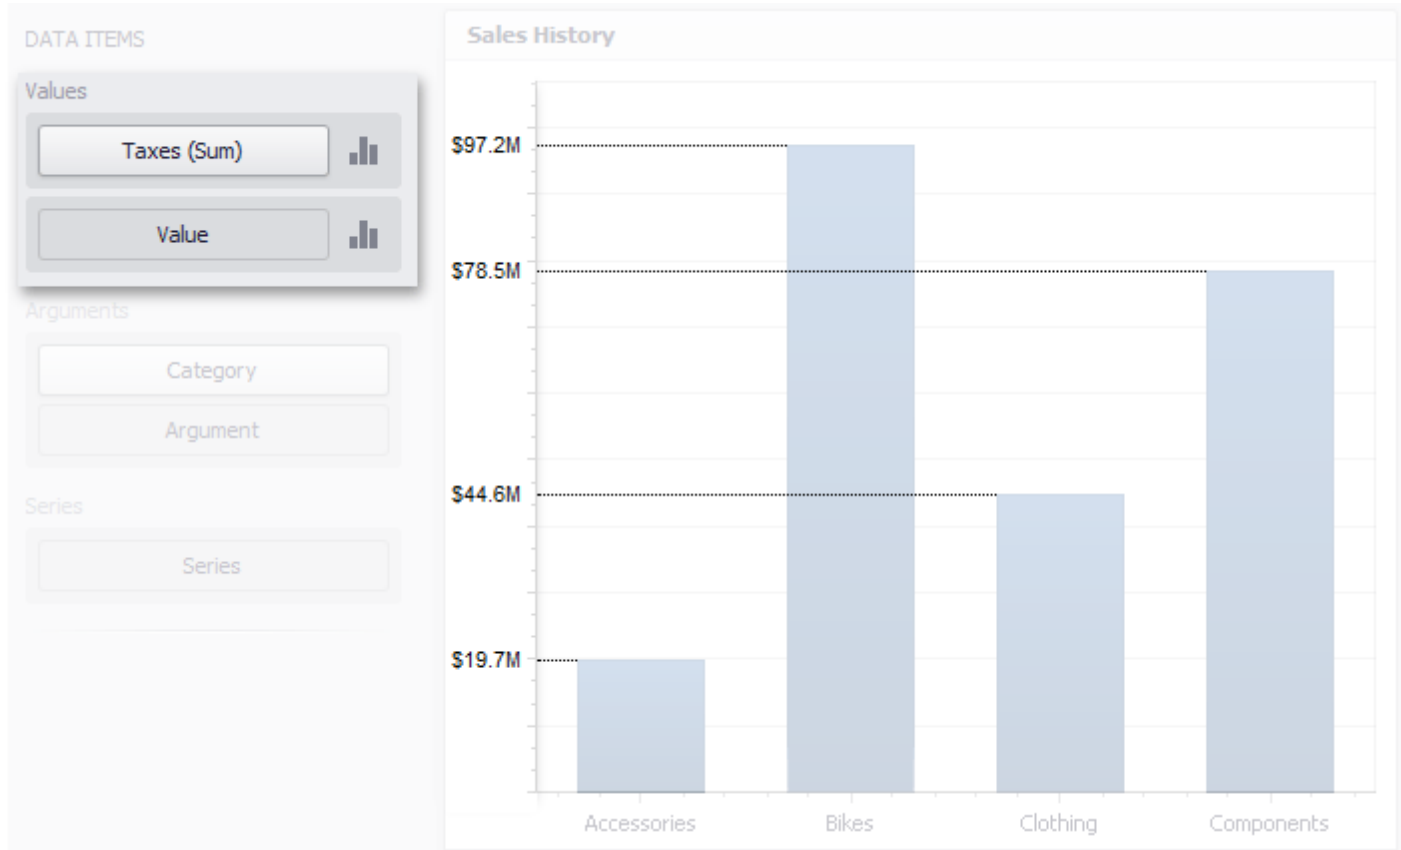 DATA ITEMS
Values
Taxes (Sum)
Value
Arguments
Category
Argument
Series
Series
Sales History
$97.2M
$78.5M
$44.6M
$19.7M
Accessories
Bikes
Clothing
Components